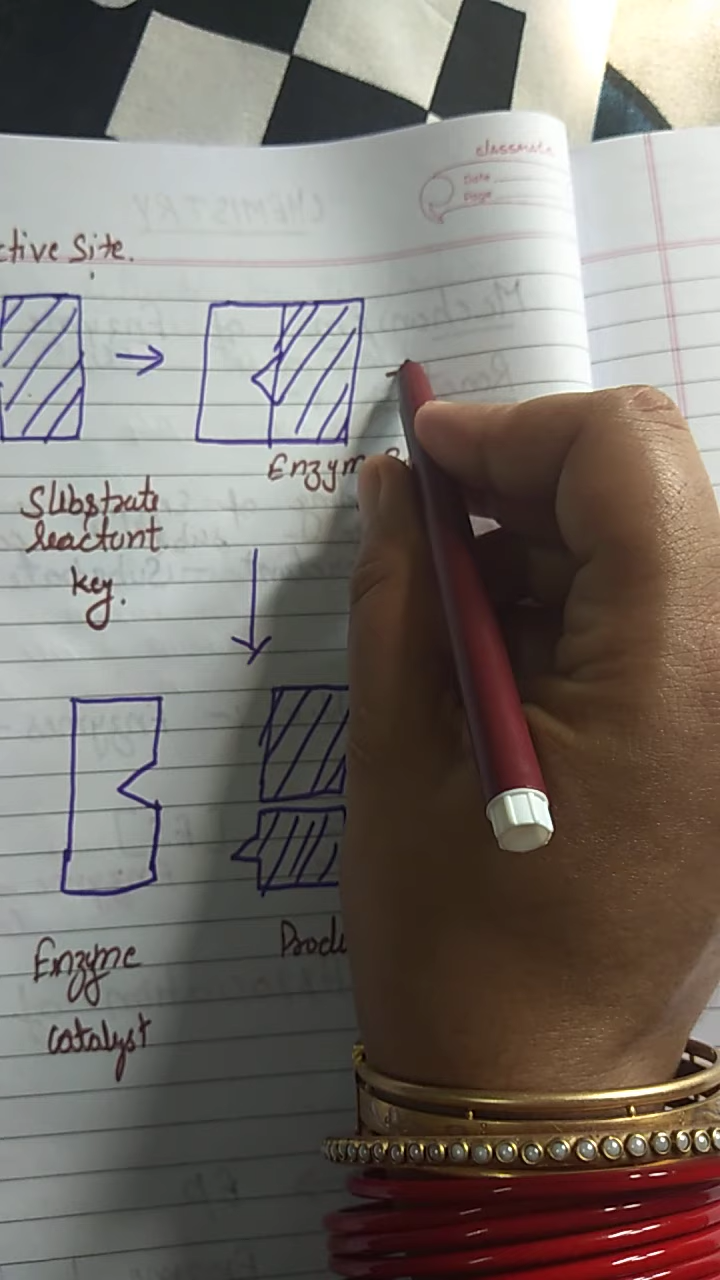 classmate
Date
Page
ctive Site.
Enzym
Substrate
reactant
key.
Produ
Enzyme
catalyst